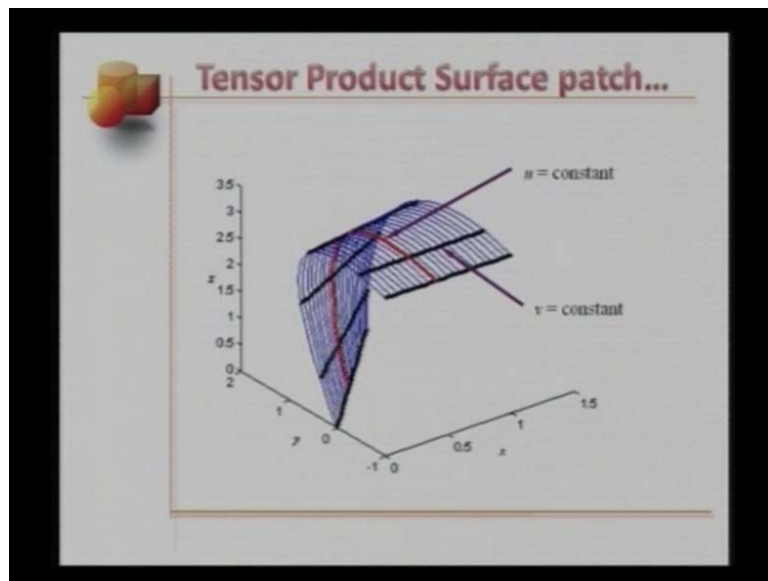 Tensor Product Surface patch...
u = constant
v = constant
3.5
3
2.5
2
1.5
1
0.5
0
z
2
1
0
-1
y
0
0.5
1
1.5
x